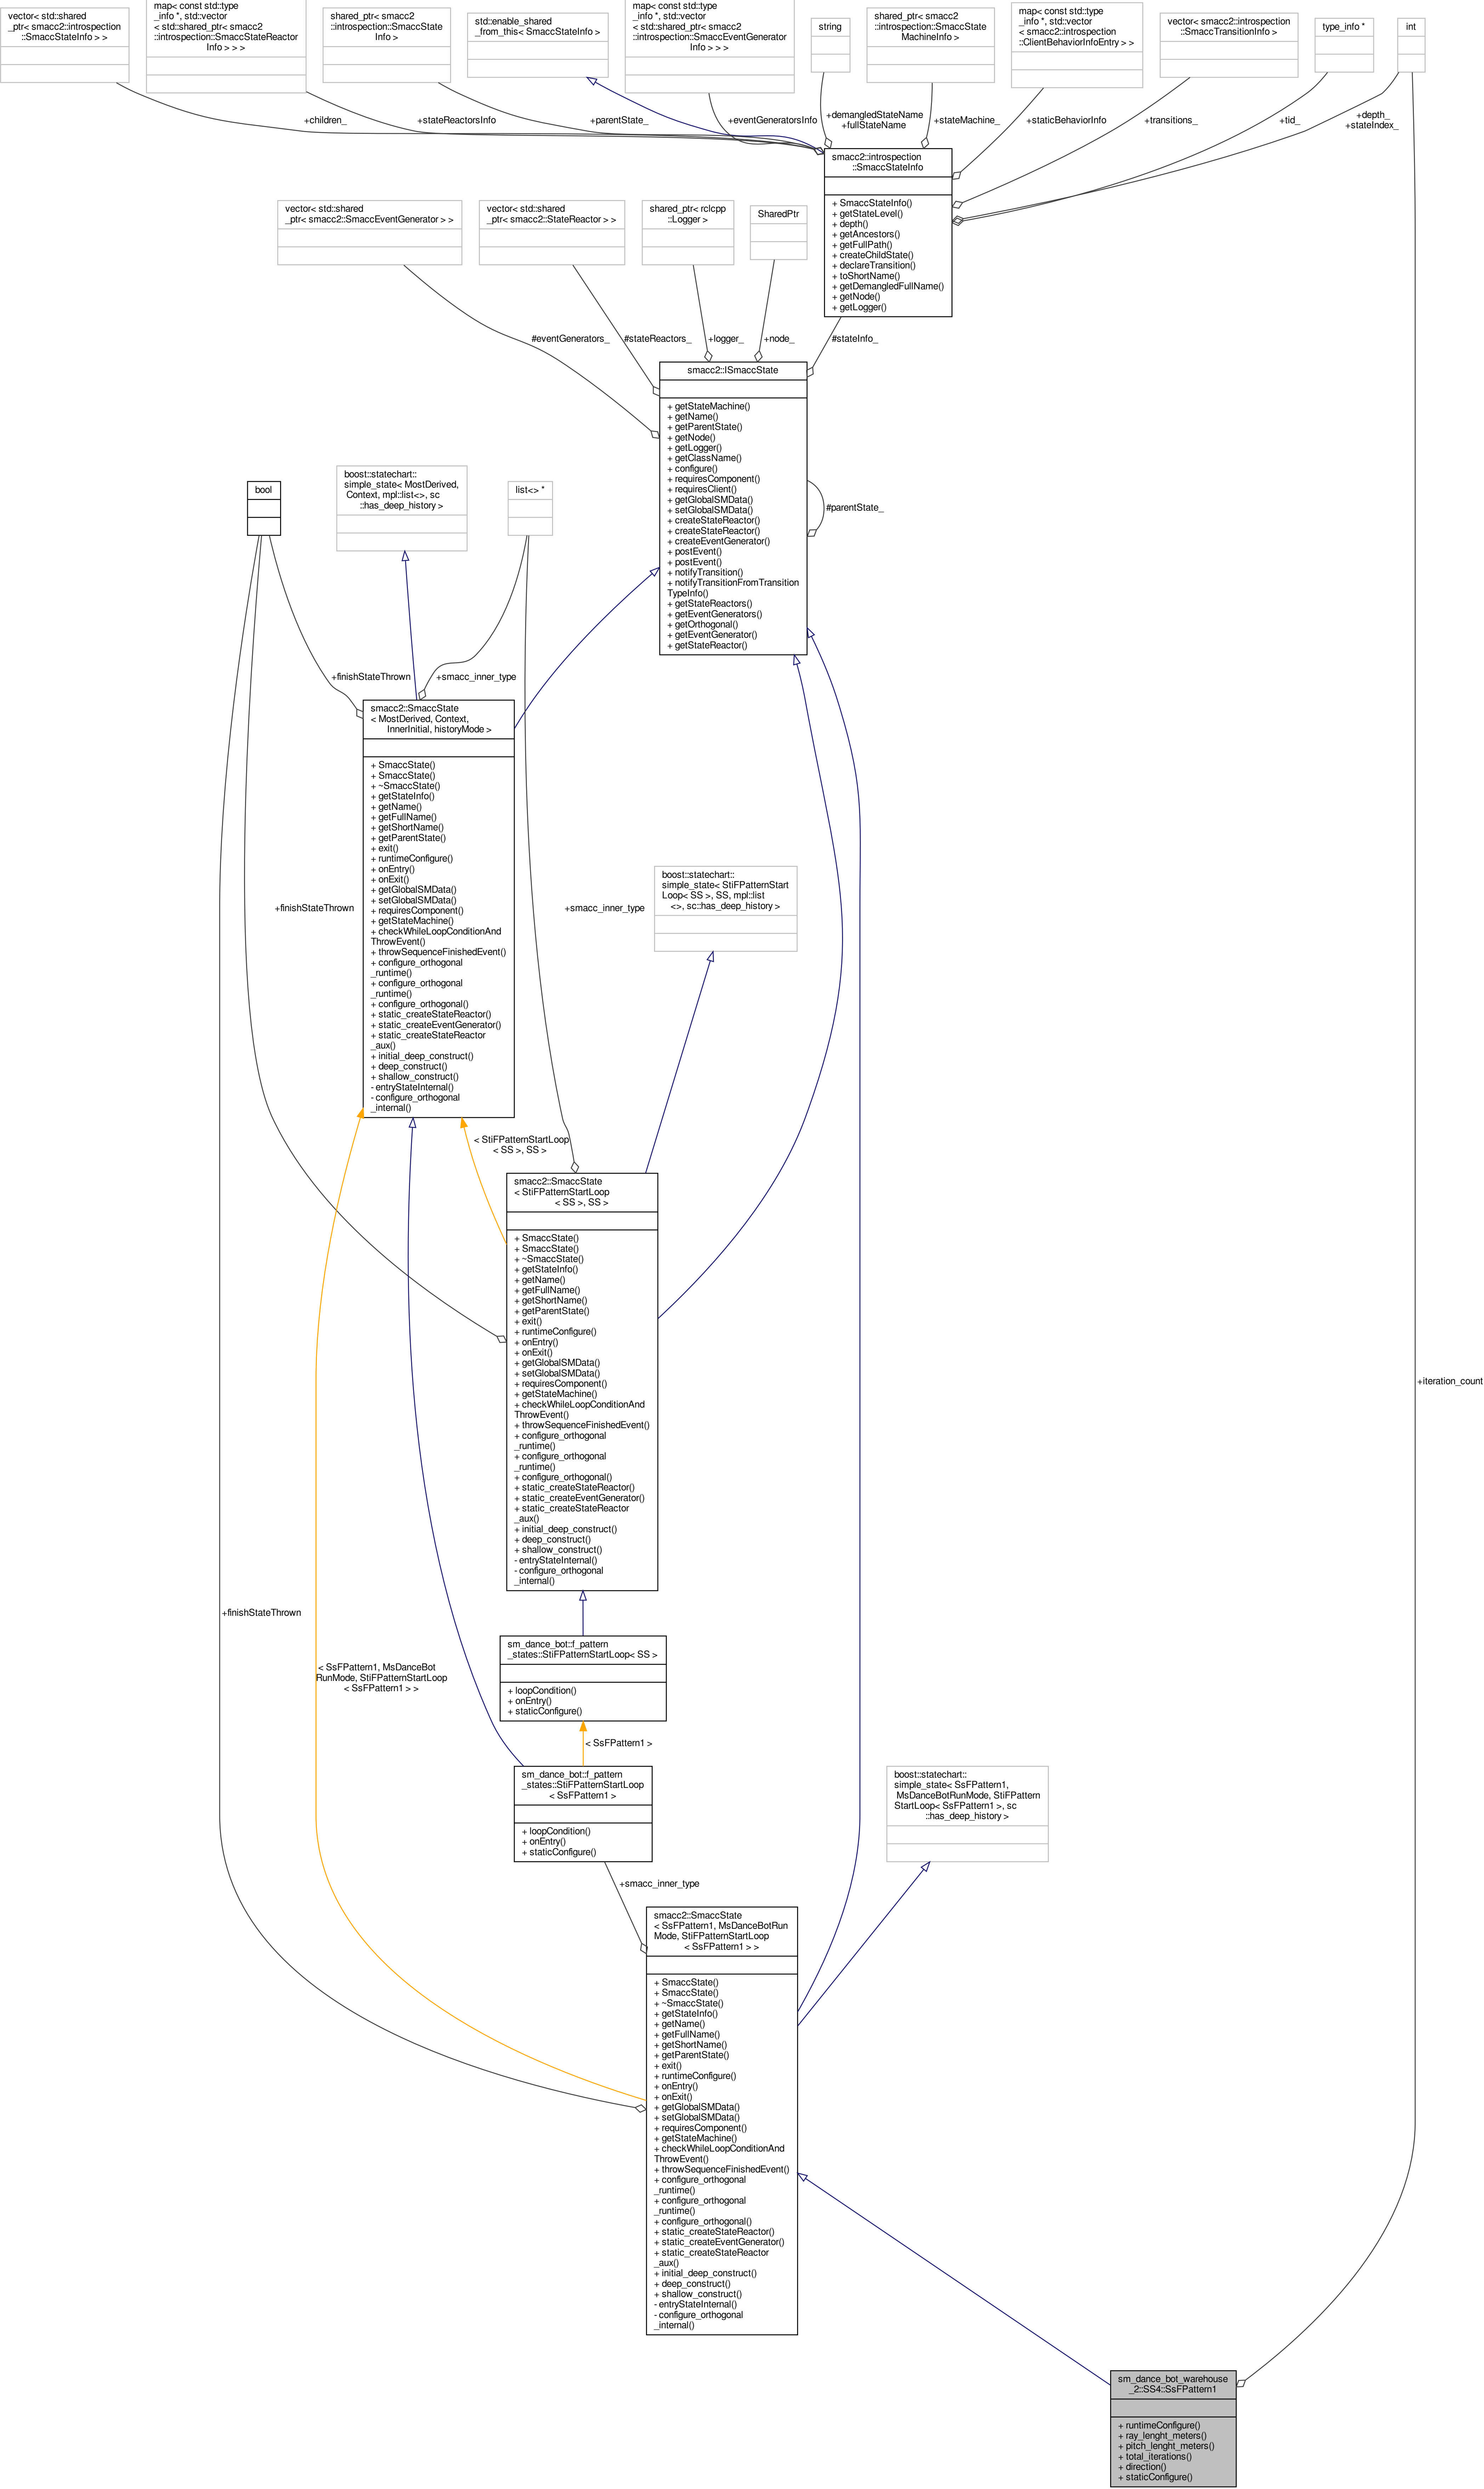 vector< std::shared
_ptr< smacc2::introspection
::SmaccStateInfo > >
map< const std::type
_info *, std::vector
< std::shared_ptr< smacc2
::introspection::SmaccStateReactor
Info > > >
shared_ptr< smacc2
::introspection::SmaccState
Info >
std::enable_shared
_from_this< SmaccStateInfo >
map< const std::type
_info *, std::vector
< std::shared_ptr< smacc2
::introspection::SmaccEventGenerator
Info > > >
string
shared_ptr< smacc2
::introspection::SmaccState
MachineInfo >
map< const std::type
_info *, std::vector
< smacc2::introspection
::ClientBehaviorInfoEntry > >
vector< smacc2::introspection
::SmaccTransitionInfo >
type_info *
int
+children_
+stateReactorsInfo
+parentState_
+eventGeneratorsInfo
+demangledStateName
+fullStateName
+stateMachine_
+staticBehaviorInfo
+transitions_
+tid_
+depth_
+stateIndex_
smacc2::introspection
::SmaccStateInfo
+ SmaccStateInfo()
+ getStateLevel()
+ depth()
+ getAncestors()
+ getFullPath()
+ createChildState()
+ declareTransition()
+ toShortName()
+ getDemangledFullName()
+ getNode()
+ getLogger()
vector< std::shared
_ptr< smacc2::SmaccEventGenerator > >
vector< std::shared
_ptr< smacc2::StateReactor > >
shared_ptr< rclcpp
::Logger >
SharedPtr
#eventGenerators_
#stateReactors_
+logger_
+node_
#stateInfo_
smacc2::ISmaccState
+ getStateMachine()
+ getName()
+ getParentState()
+ getNode()
+ getLogger()
+ getClassName()
+ configure()
+ requiresComponent()
+ requiresClient()
+ getGlobalSMData()
+ setGlobalSMData()
+ createStateReactor()
+ createStateReactor()
+ createEventGenerator()
+ postEvent()
+ postEvent()
+ notifyTransition()
+ notifyTransitionFromTransition
TypeInfo()
+ getStateReactors()
+ getEventGenerators()
+ getOrthogonal()
+ getEventGenerator()
+ getStateReactor()
#parentState_
bool
boost::statechart::
simple_state< MostDerived,
Context, mpl::list<>, sc
::has_deep_history >
list<> *
+finishStateThrown
+smacc_inner_type
smacc2::SmaccState
< MostDerived, Context,
InnerInitial, historyMode >
+ SmaccState()
+ SmaccState()
+ ~SmaccState()
+ getStateInfo()
+ getName()
+ getFullName()
+ getShortName()
+ getParentState()
+ exit()
+ runtimeConfigure()
+ onEntry()
+ onExit()
+ getGlobalSMData()
+ setGlobalSMData()
+ requiresComponent()
+ getStateMachine()
+ checkWhileLoopConditionAnd
ThrowEvent()
+ throwSequenceFinishedEvent()
+ configure_orthogonal
_runtime()
+ configure_orthogonal
_runtime()
+ configure_orthogonal()
+ static_createStateReactor()
+ static_createEventGenerator()
+ static_createStateReactor
_aux()
+ initial_deep_construct()
+ deep_construct()
+ shallow_construct()
- entryStateInternal()
- configure_orthogonal
_internal()
+finishStateThrown
+smacc_inner_type
boost::statechart::
simple_state< StiFPatternStart
Loop< SS >, SS, mpl::list
<>, sc::has_deep_history >
< StiFPatternStartLoop
< SS >, SS >
smacc2::SmaccState
< StiFPatternStartLoop
< SS >, SS >
+ SmaccState()
+ SmaccState()
+ ~SmaccState()
+ getStateInfo()
+ getName()
+ getFullName()
+ getShortName()
+ getParentState()
+ exit()
+ runtimeConfigure()
+ onEntry()
+ onExit()
+ getGlobalSMData()
+ setGlobalSMData()
+ requiresComponent()
+ getStateMachine()
+ checkWhileLoopConditionAnd
ThrowEvent()
+ throwSequenceFinishedEvent()
+ configure_orthogonal
_runtime()
+ configure_orthogonal
_runtime()
+ configure_orthogonal()
+ static_createStateReactor()
+ static_createEventGenerator()
+ static_createStateReactor
_aux()
+ initial_deep_construct()
+ deep_construct()
+ shallow_construct()
- entryStateInternal()
- configure_orthogonal
_internal()
+iteration_count
+finishStateThrown
sm_dance_bot::f_pattern
_states::StiFPatternStartLoop< SS >
+ loopCondition()
+ onEntry()
+ staticConfigure()
< SsFPattern1, MsDanceBot
RunMode, StiFPatternStartLoop
< SsFPattern1 > >
< SsFPattern1 >
sm_dance_bot::f_pattern
_states::StiFPatternStartLoop
< SsFPattern1 >
+ loopCondition()
+ onEntry()
+ staticConfigure()
boost::statechart::
simple_state< SsFPattern1,
MsDanceBotRunMode, StiFPattern
StartLoop< SsFPattern1 >, sc
::has_deep_history >
+smacc_inner_type
smacc2::SmaccState
< SsFPattern1, MsDanceBotRun
Mode, StiFPatternStartLoop
< SsFPattern1 > >
+ SmaccState()
+ SmaccState()
+ ~SmaccState()
+ getStateInfo()
+ getName()
+ getFullName()
+ getShortName()
+ getParentState()
+ exit()
+ runtimeConfigure()
+ onEntry()
+ onExit()
+ getGlobalSMData()
+ setGlobalSMData()
+ requiresComponent()
+ getStateMachine()
+ checkWhileLoopConditionAnd
ThrowEvent()
+ throwSequenceFinishedEvent()
+ configure_orthogonal
_runtime()
+ configure_orthogonal
_runtime()
+ configure_orthogonal()
+ static_createStateReactor()
+ static_createEventGenerator()
+ static_createStateReactor
_aux()
+ initial_deep_construct()
+ deep_construct()
+ shallow_construct()
- entryStateInternal()
- configure_orthogonal
_internal()
sm_dance_bot_warehouse
_2::SS4::SsFPattern1
+ runtimeConfigure()
+ ray_lenght_meters()
+ pitch_lenght_meters()
+ total_iterations()
+ direction()
+ staticConfigure()